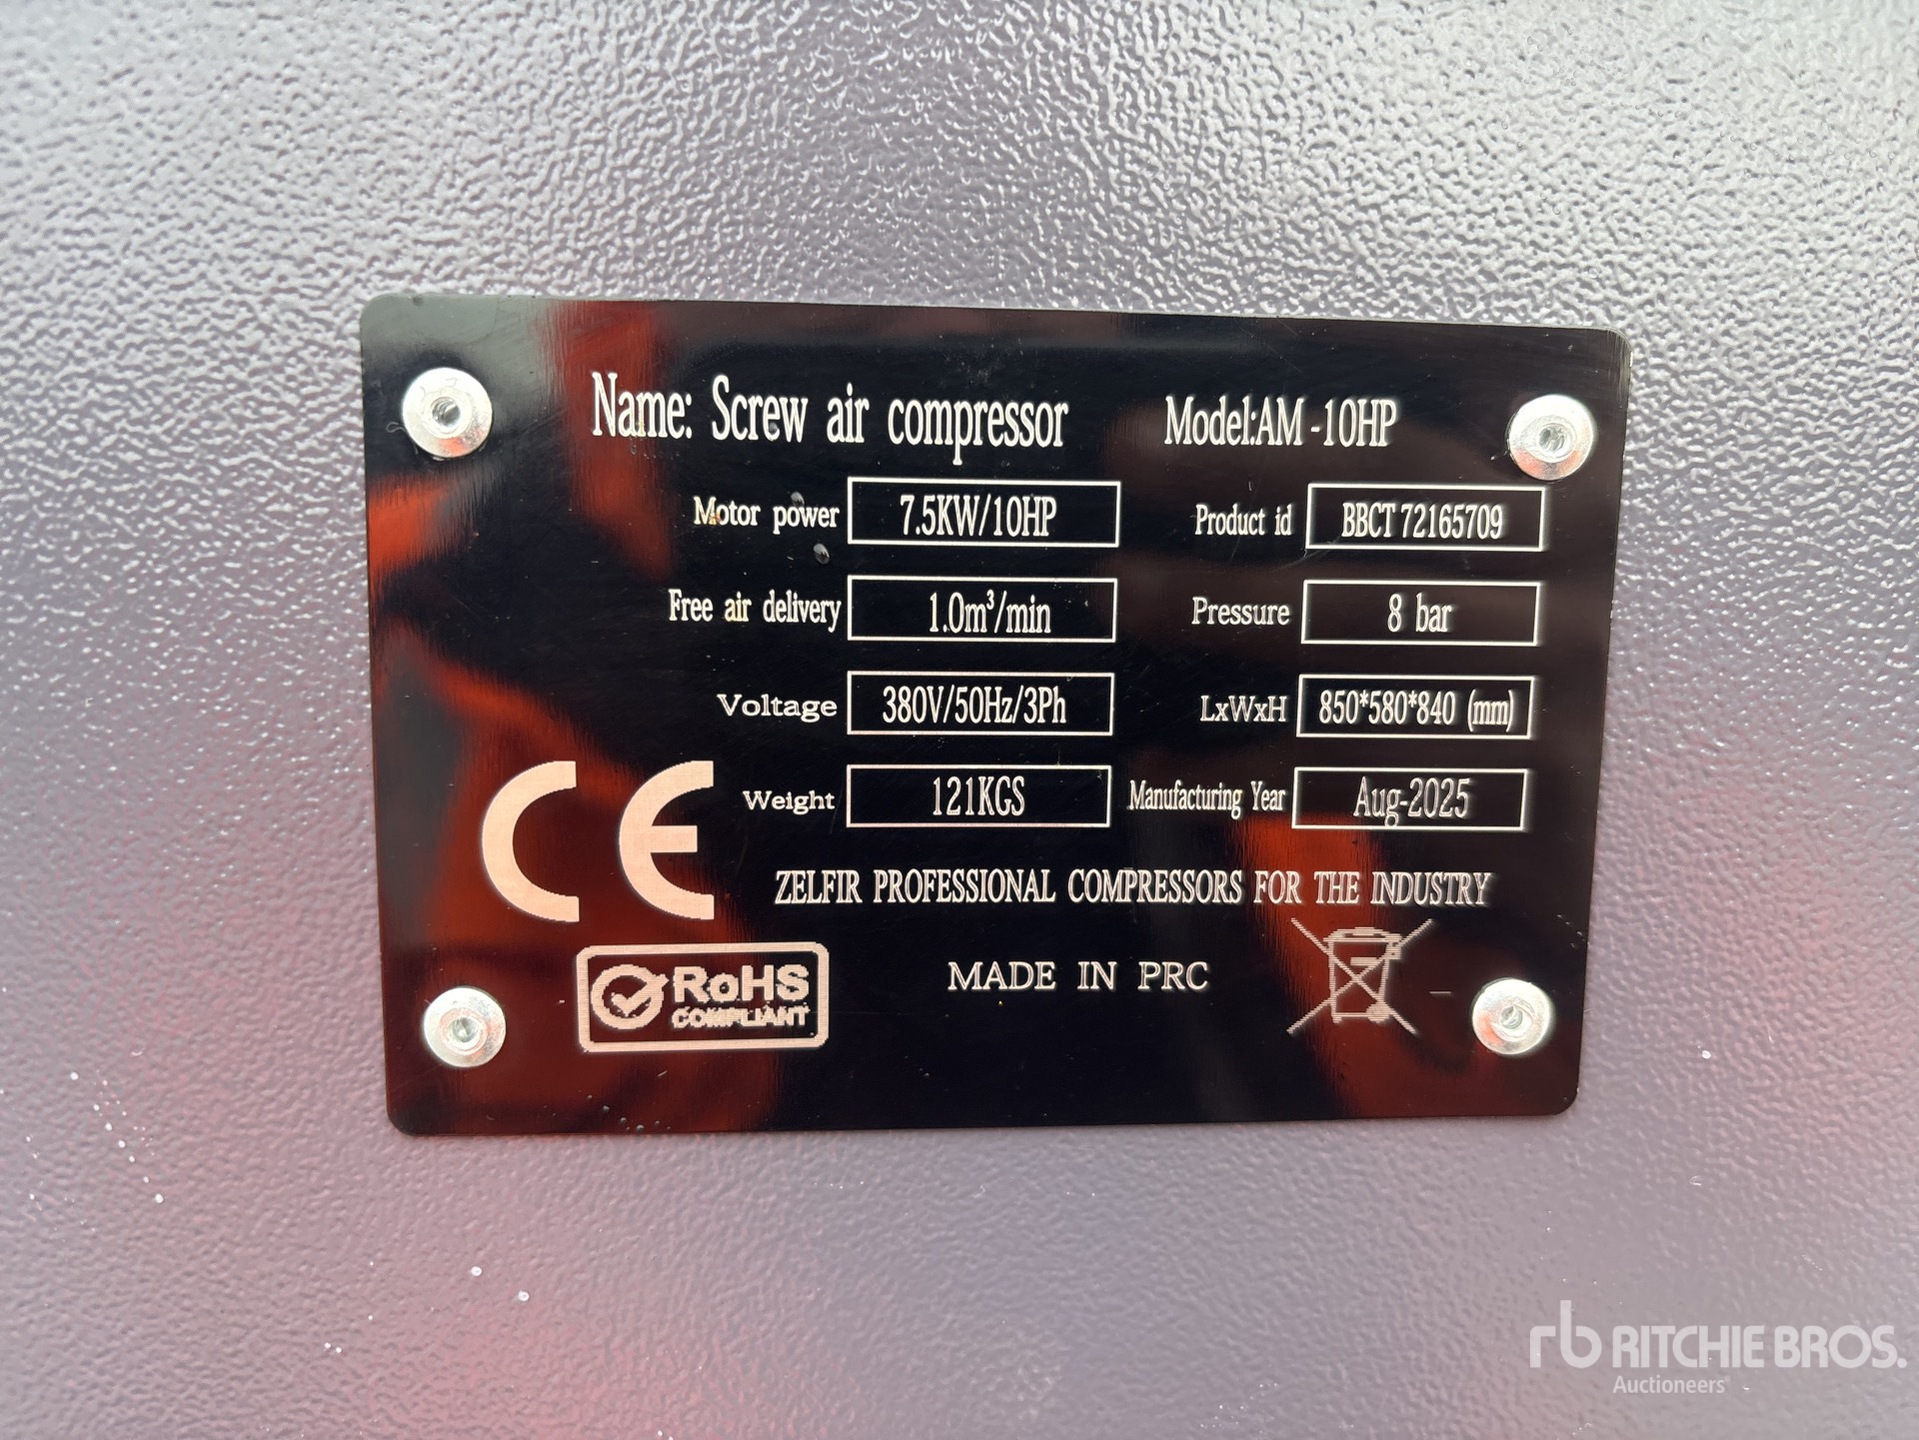 Name: Screw air compressor Model:AM -10HP
Motor power 7.5KW/10HP Product id BBCT72165709
Free air delivery 1.0m³/min Pressure 8 bar
Voltage 380V/50Hz/3Ph LxWxH 850*580*840 (mm)
Weight 121KGS Manufacturing Year Aug-2025
CE
ZELFIR PROFESSIONAL COMPRESSORS FOR THE INDUSTRY
RoHS
COMPLIANT
MADE IN PRC
rb RITCHIE BROS.
Auctioneers